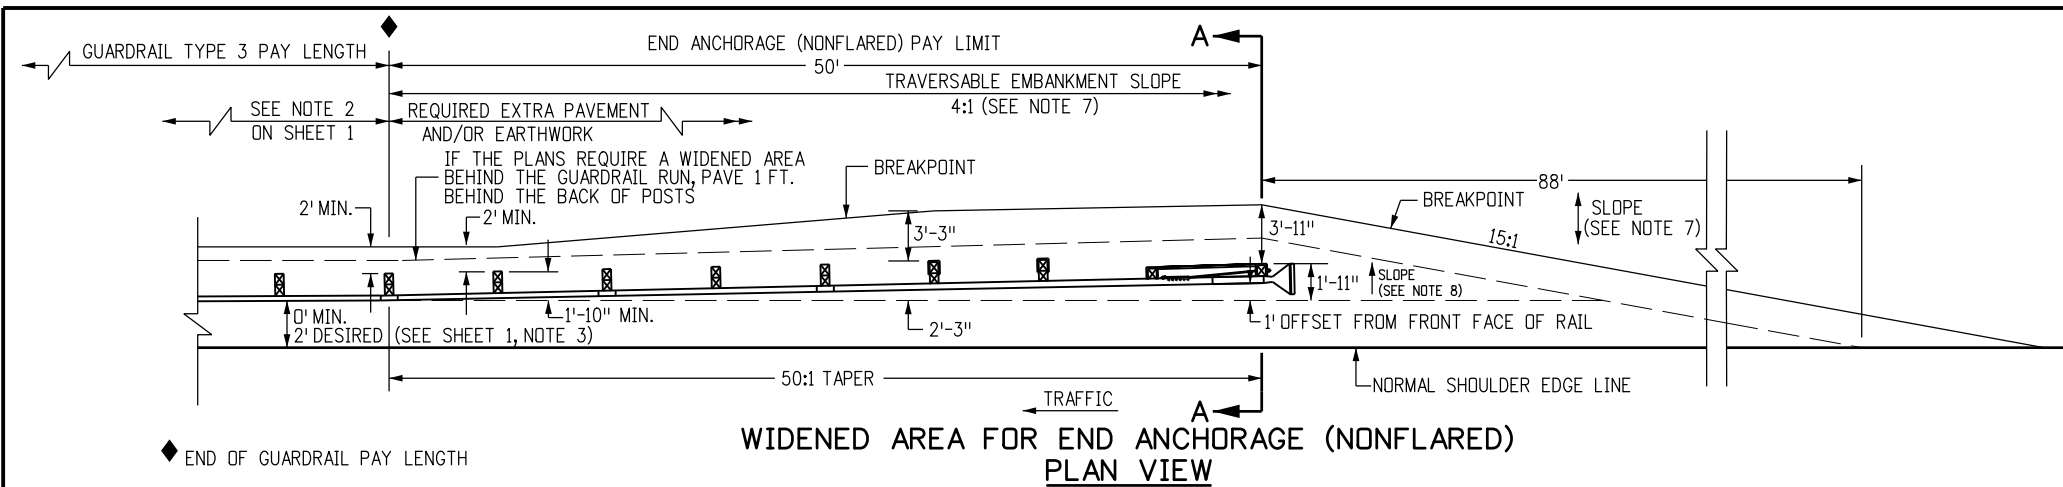 GUARDRAIL TYPE 3 PAY LENGTH
END ANCHORAGE (NONFLARED) PAY LIMIT
50'
A
TRAVERSABLE EMBANKMENT SLOPE
4:1 (SEE NOTE 7)
SEE NOTE 2
ON SHEET 1
REQUIRED EXTRA PAVEMENT
AND/OR EARTHWORK
IF THE PLANS REQUIRE A WIDENED AREA
BEHIND THE GUARDRAIL RUN, PAVE 1 FT.
BEHIND THE BACK OF POSTS
BREAKPOINT
88'
BREAKPOINT
SLOPE
(SEE NOTE 7)
2' MIN.
2' MIN.
3'-3"
3'-11"
15:1
1'-11"
SLOPE
(SEE NOTE 8)
0' MIN.
2' DESIRED (SEE SHEET 1, NOTE 3)
1'-10" MIN.
2'-3"
1' OFFSET FROM FRONT FACE OF RAIL
50:1 TAPER
NORMAL SHOULDER EDGE LINE
TRAFFIC
A
WIDENED AREA FOR END ANCHORAGE (NONFLARED)
PLAN VIEW
END OF GUARDRAIL PAY LENGTH